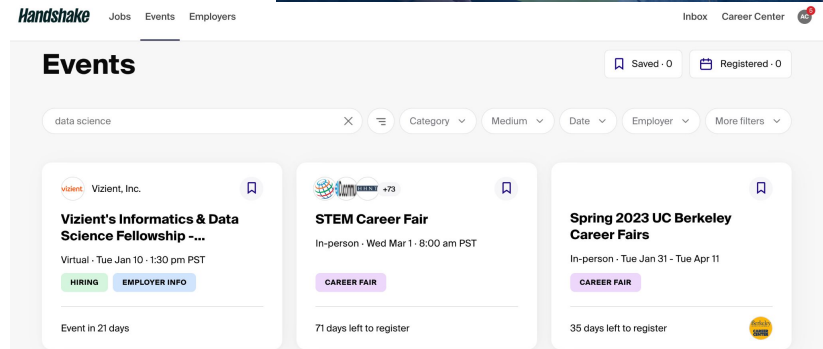 Handshake Jobs Events Employers Inbox Career Center AC 5
Events
Saved · 0 Registered · 0
data science Category Medium Date Employer More filters
vizient Vizient, Inc.
Vizient's Informatics & Data
Science Fellowship -...
Virtual · Tue Jan 10 · 1:30 pm PST
HIRING EMPLOYER INFO
Event in 21 days
+73
STEM Career Fair
In-person · Wed Mar 1 · 8:00 am PST
CAREER FAIR
71 days left to register
Spring 2023 UC Berkeley
Career Fairs
In-person · Tue Jan 31 - Tue Apr 11
CAREER FAIR
35 days left to register